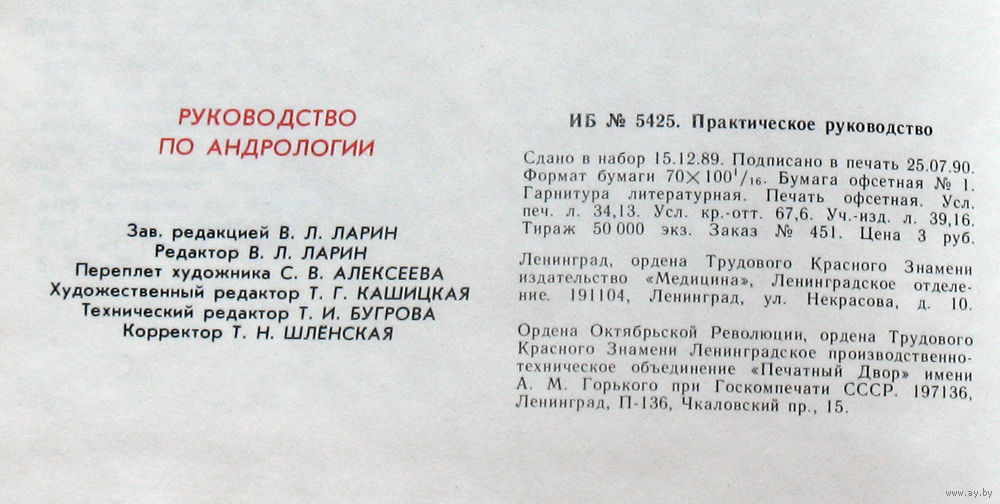 РУКОВОДСТВО
ПО АНДРОЛОГИИ
Зав. редакцией В. Л. ЛАРИН
Редактор В. Л. ЛАРИН
Переплет художника С. В. АЛЕКСЕЕВА
Художественный редактор Т. Г. КАШИЦКАЯ
Технический редактор Т. И. БУГРОВА
Корректор Т. Н. ШЛЁНСКАЯ
ИБ № 5425. Практическое руководство
Сдано в набор 15.12.89. Подписано в печать 25.07.90.
Формат бумаги 70×100¹/₁₆. Бумага офсетная № 1.
Гарнитура литературная. Печать офсетная. Усл.
печ. л. 34,13. Усл. кр.-отт. 67,6. Уч.-изд. л. 39,16.
Тираж 50 000 экз. Заказ № 451. Цена 3 руб.
Ленинград, ордена Трудового Красного Знамени
издательство «Медицина», Ленинградское отделе-
ние. 191104, Ленинград, ул. Некрасова, д. 10.
Ордена Октябрьской Революции, ордена Трудового
Красного Знамени Ленинградское производственно-
техническое объединение «Печатный Двор» имени
А. М. Горького при Госкомпечати СССР. 197136,
Ленинград, П-136, Чкаловский пр., 15.
www.ay.by